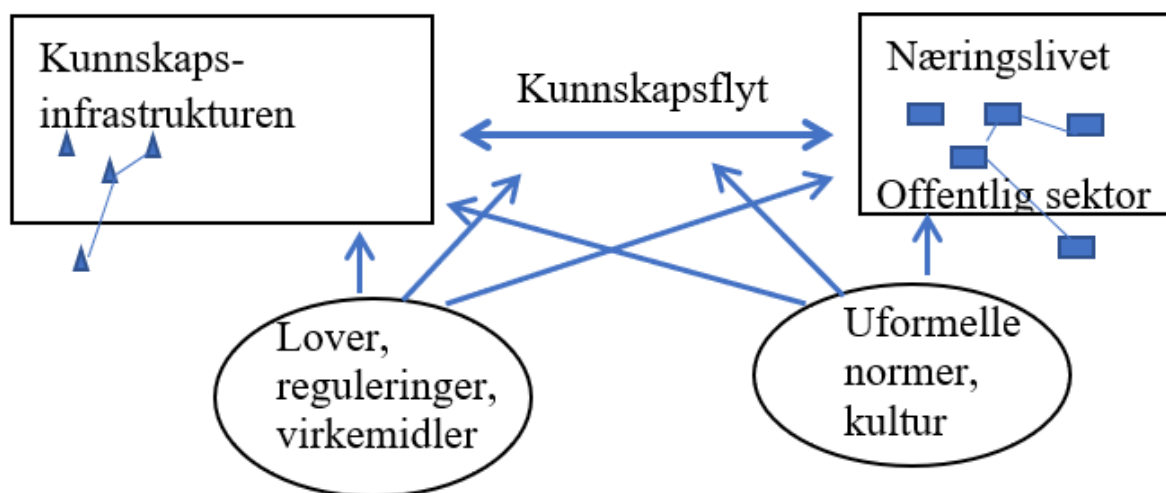 Kunnskaps-
infrastrukturen
Kunnskapsflyt
Næringslivet
Offentlig sektor
Lover,
reguleringer,
virkemidler
Uformelle
normer,
kultur